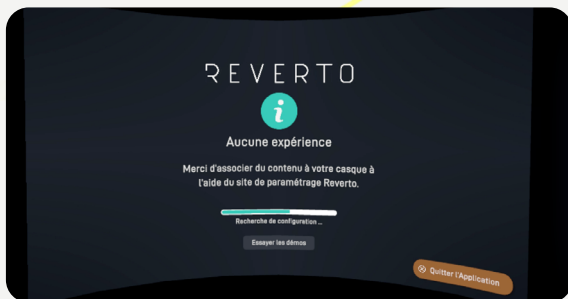 REVERTO
i
Aucune expérience
Merci d'associer du contenu à votre casque à
l'aide du site de paramétrage Reverto.
Recherche de configuration ...
Essayer les démos
Quitter l'Application